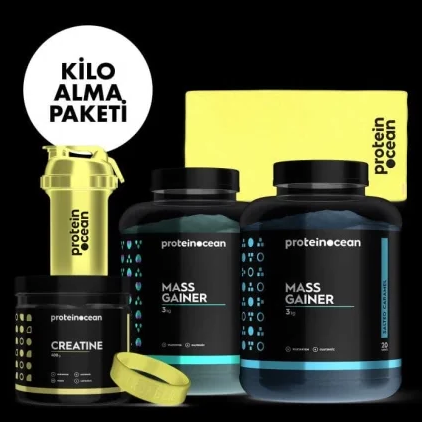 KİLO
ALMA
PAKETİ
protein
ocean
protein
ocean
proteinocean
MASS
GAINER
3kg
proteinocean
MASS
GAINER
3kg
SALTED CARAMEL
20
proteinocean
CREATINE